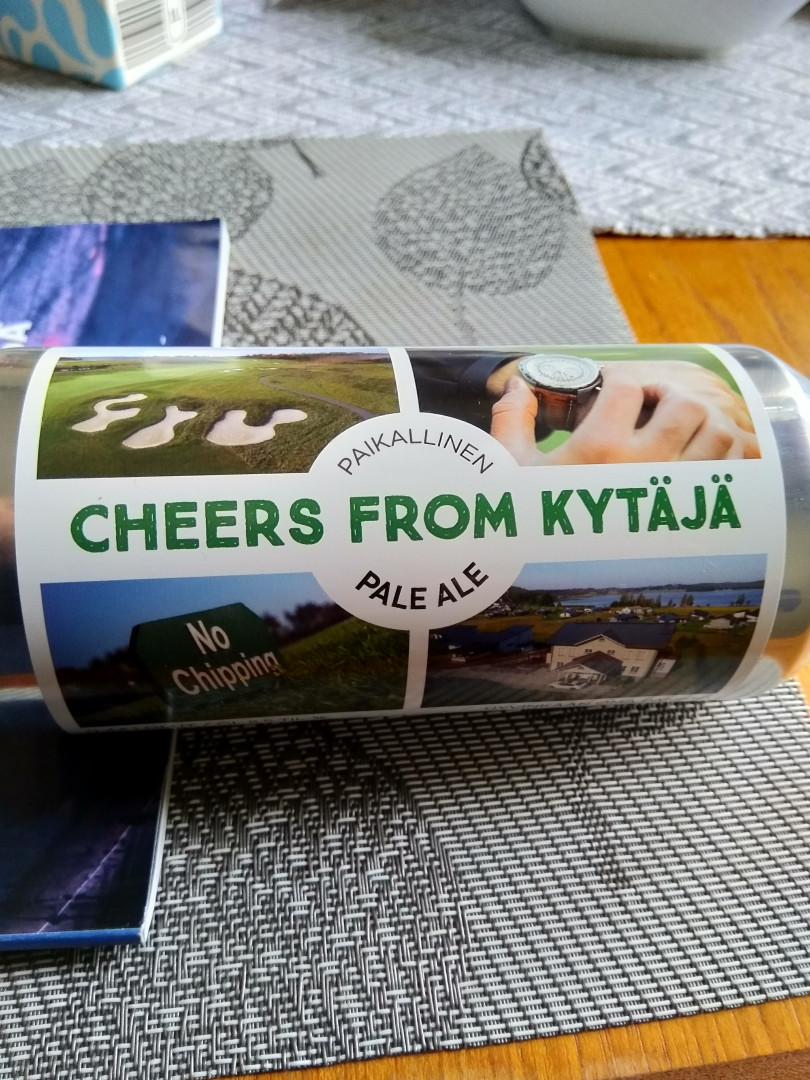 PAIKALLINEN
CHEERS FROM KYTÄJÄ
PALE ALE
No
Chipping